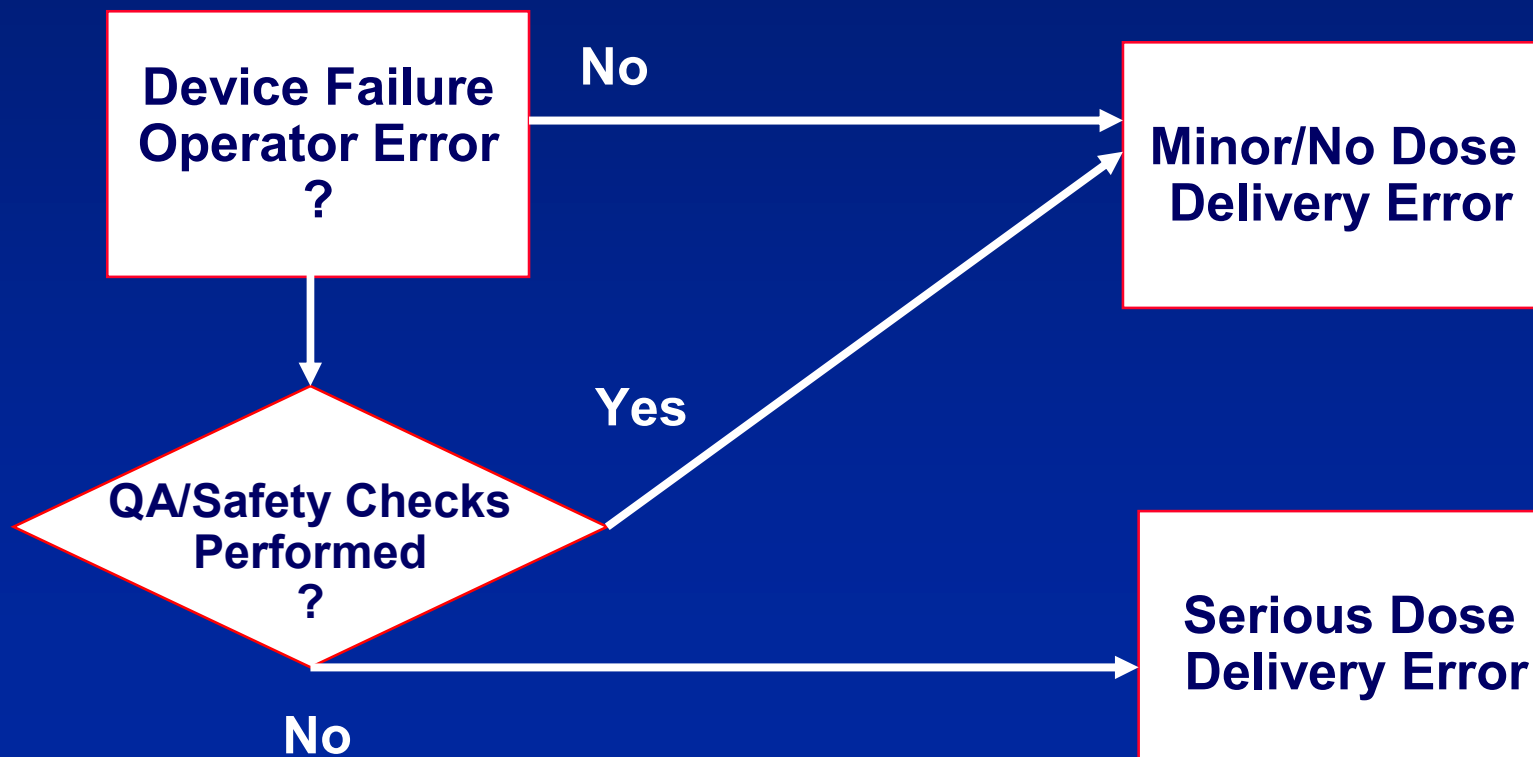 Device Failure
Operator Error
?
No
Minor/No Dose
Delivery Error
Yes
QA/Safety Checks
Performed
?
Serious Dose
Delivery Error
No